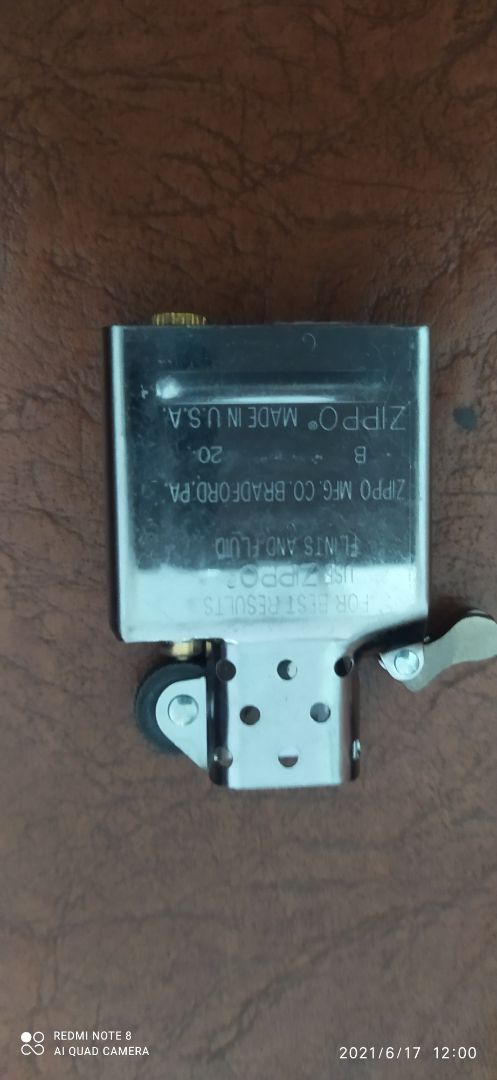 FOR BEST RESULTS
USE ZIPPO®
FLINTS AND FLUID
ZIPPO MFG. CO. BRADFORD, PA.
B 20
ZIPPO® MADE IN U.S.A.
REDMI NOTE 8
AI QUAD CAMERA
2021/6/17 12:00